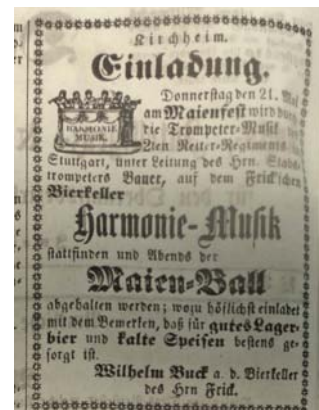 Kirchheim.
Einladung.
Donnerstag den 21. Mai
am Maienfest wird durch
die Trompeter-Musik des
2ten Reiter-Regiments
HARMONIE
MUSIK.
Stuttgart, unter Leitung des Hrn. Stabs-
trompeters Bauer, auf dem Frick'schen
Bierkeller
Harmonie-Musik
stattfinden und Abends der
Maien-Ball
abgehalten werden; wozu höflichst einladet
mit dem Bemerken, daß für gutes Lager-
bier und kalte Speisen bestens ge-
sorgt ist.
Wilhelm Buck a. d. Bierkeller
des Hrn Frick.